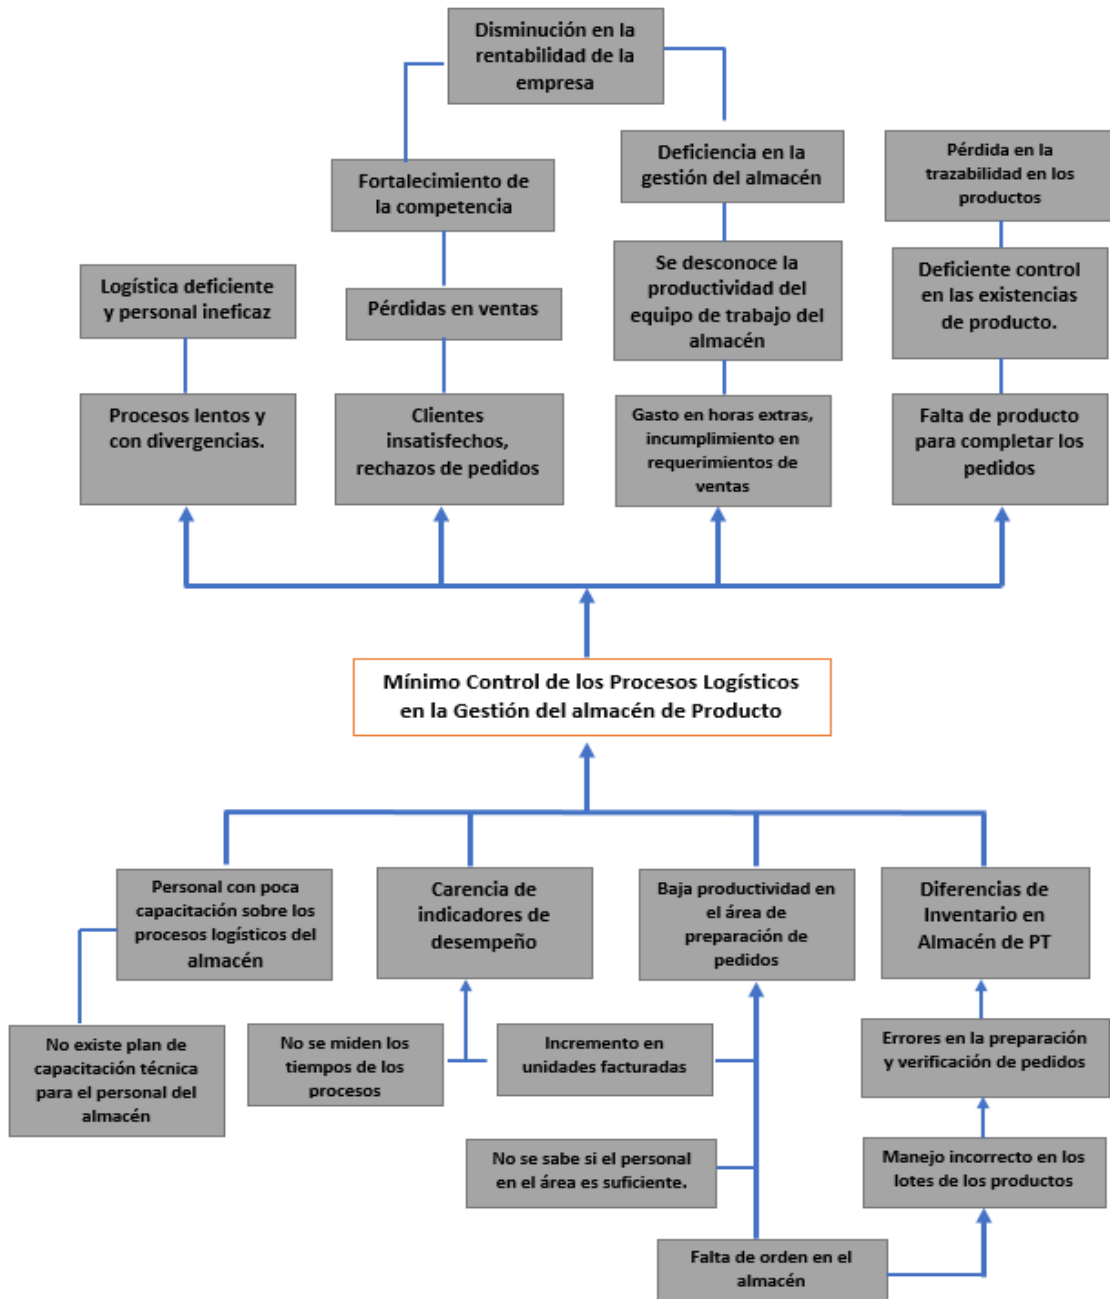 Disminución en la
rentabilidad de la
empresa
Fortalecimiento de
la competencia
Deficiencia en la
gestión del almacén
Pérdida en la
trazabilidad en los
productos
Logística deficiente
y personal ineficaz
Pérdidas en ventas
Se desconoce la
productividad del
equipo de trabajo del
almacén
Deficiente control
en las existencias
de producto.
Procesos lentos y
con divergencias.
Clientes
insatisfechos,
rechazos de pedidos
Gasto en horas extras,
incumplimiento en
requerimientos de
ventas
Falta de producto
para completar los
pedidos
Mínimo Control de los Procesos Logísticos
en la Gestión del almacén de Producto
Personal con poca
capacitación sobre los
procesos logísticos del
almacén
Carencia de
indicadores de
desempeño
Baja productividad en
el área de
preparación de
pedidos
Diferencias de
Inventario en
Almacén de PT
No existe plan de
capacitación técnica
para el personal del
almacén
No se miden los
tiempos de los
procesos
Incremento en
unidades facturadas
Errores en la preparación
y verificación de pedidos
No se sabe si el personal
en el área es suficiente.
Manejo incorrecto en los
lotes de los productos
Falta de orden en el
almacén